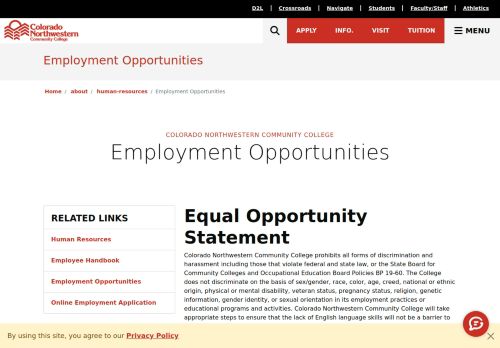 D2L | Crossroads | Navigate | Students | Faculty/Staff | Athletics
Colorado
Northwestern
Community College
APPLY INFO. VISIT TUITION MENU
Employment Opportunities
Home / about / human-resources / Employment Opportunities
COLORADO NORTHWESTERN COMMUNITY COLLEGE
Employment Opportunities
RELATED LINKS
Human Resources
Employee Handbook
Employment Opportunities
Online Employment Application
Equal Opportunity
Statement
Colorado Northwestern Community College prohibits all forms of discrimination and
harassment including those that violate federal and state law, or the State Board for
Community Colleges and Occupational Education Board Policies BP 19-60. The College
does not discriminate on the basis of sex/gender, race, color, age, creed, national or ethnic
origin, physical or mental disability, veteran status, pregnancy status, religion, genetic
information, gender identity, or sexual orientation in its employment practices or
educational programs and activities. Colorado Northwestern Community College will take
appropriate steps to ensure that the lack of English language skills will not be a barrier to
By using this site, you agree to our Privacy Policy
x